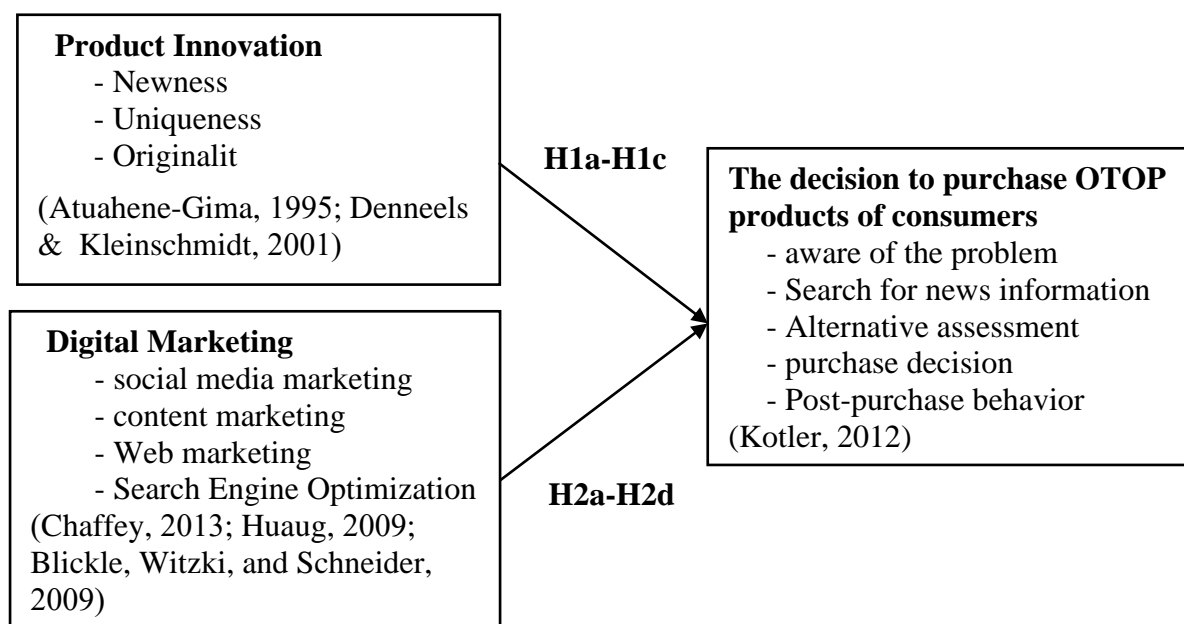 Product Innovation
- Newness
- Uniqueness
- Originalit
(Atuahene-Gima, 1995; Denneels
& Kleinschmidt, 2001)
H1a-H1c
Digital Marketing
- social media marketing
- content marketing
- Web marketing
- Search Engine Optimization
(Chaffey, 2013; Huaug, 2009;
Blickle, Witzki, and Schneider,
2009)
H2a-H2d
The decision to purchase OTOP
products of consumers
- aware of the problem
- Search for news information
- Alternative assessment
- purchase decision
- Post-purchase behavior
(Kotler, 2012)